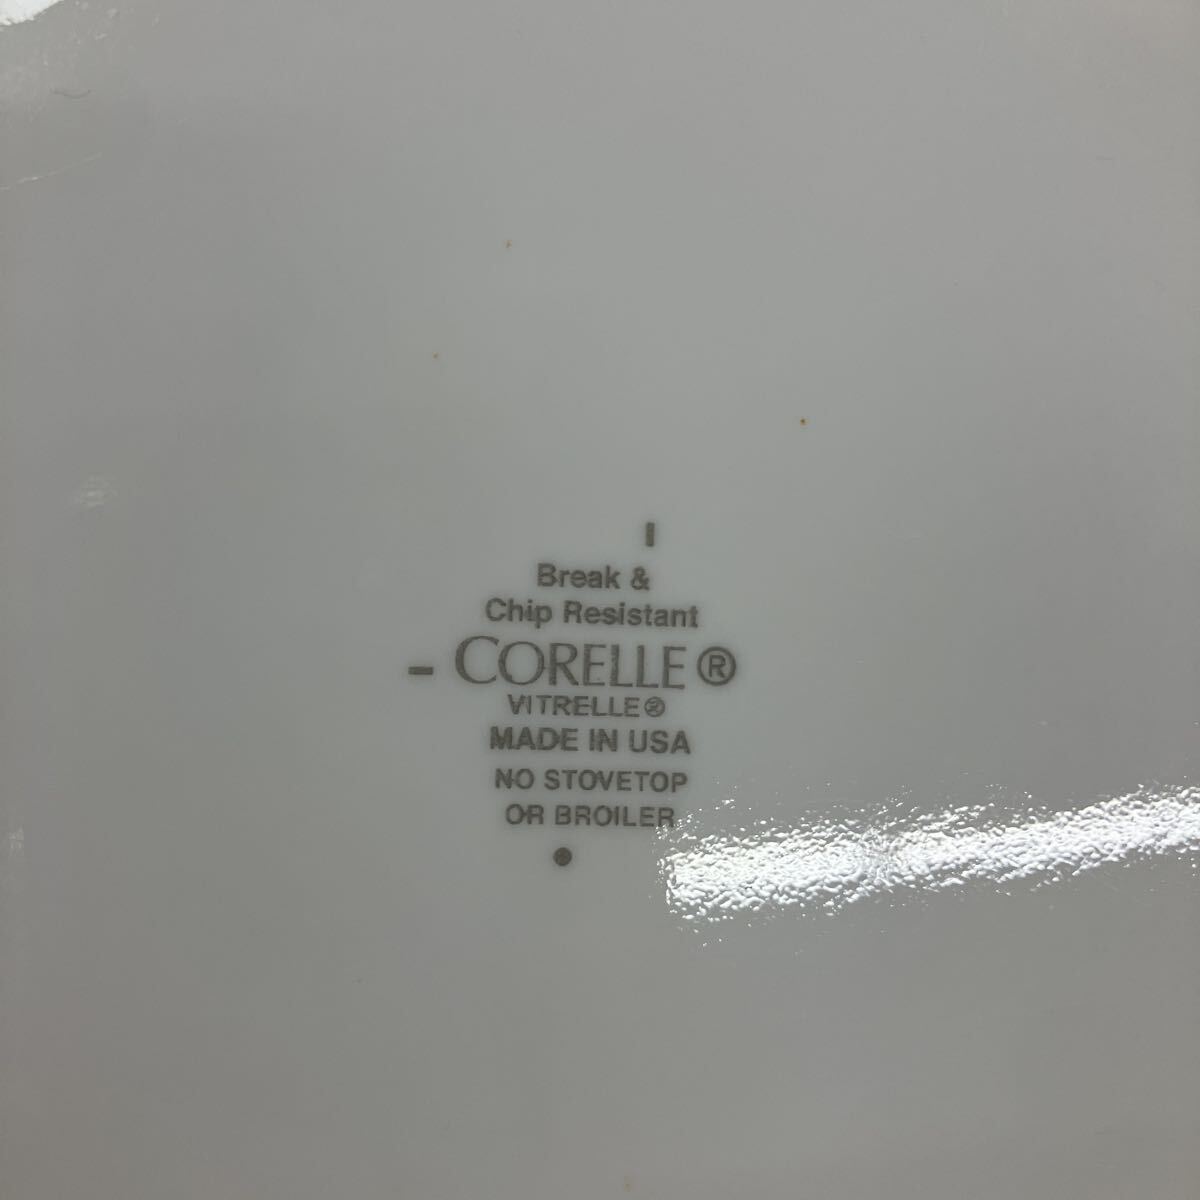 Break &
Chip Resistant
CORELLE®
VITRELLE®
MADE IN USA
NO STOVETOP
OR BROILER